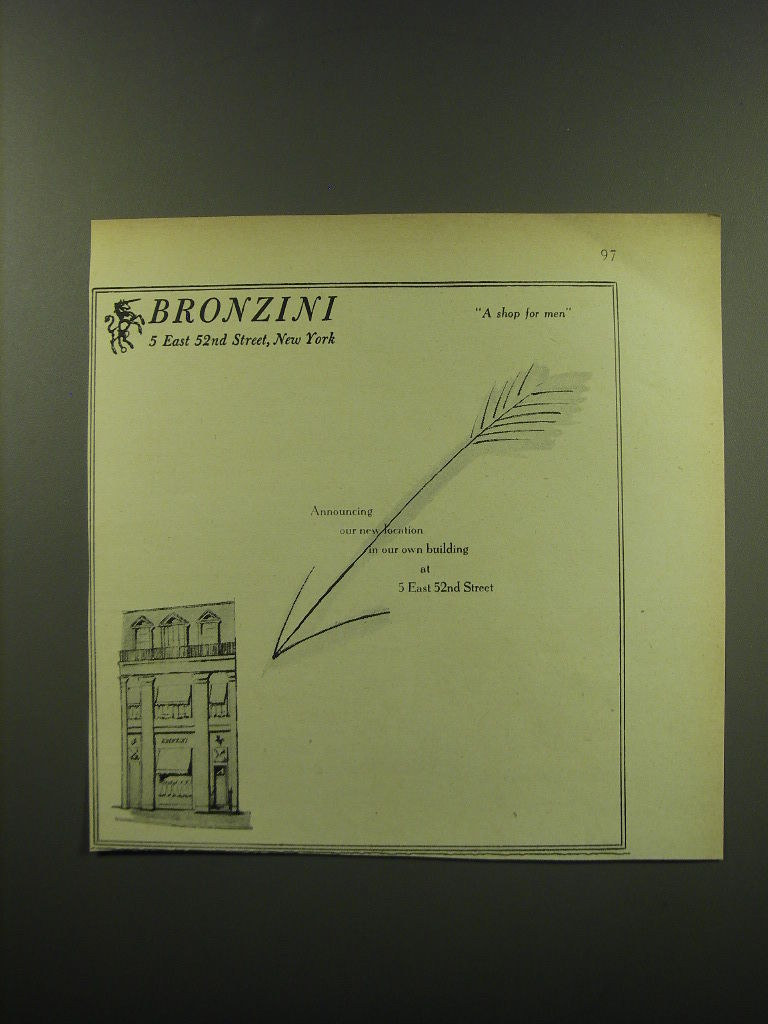 97
BRONZINI
5 East 52nd Street, New York
"A shop for men"
Announcing
our new location
in our own building
at
5 East 52nd Street
BRONZINI